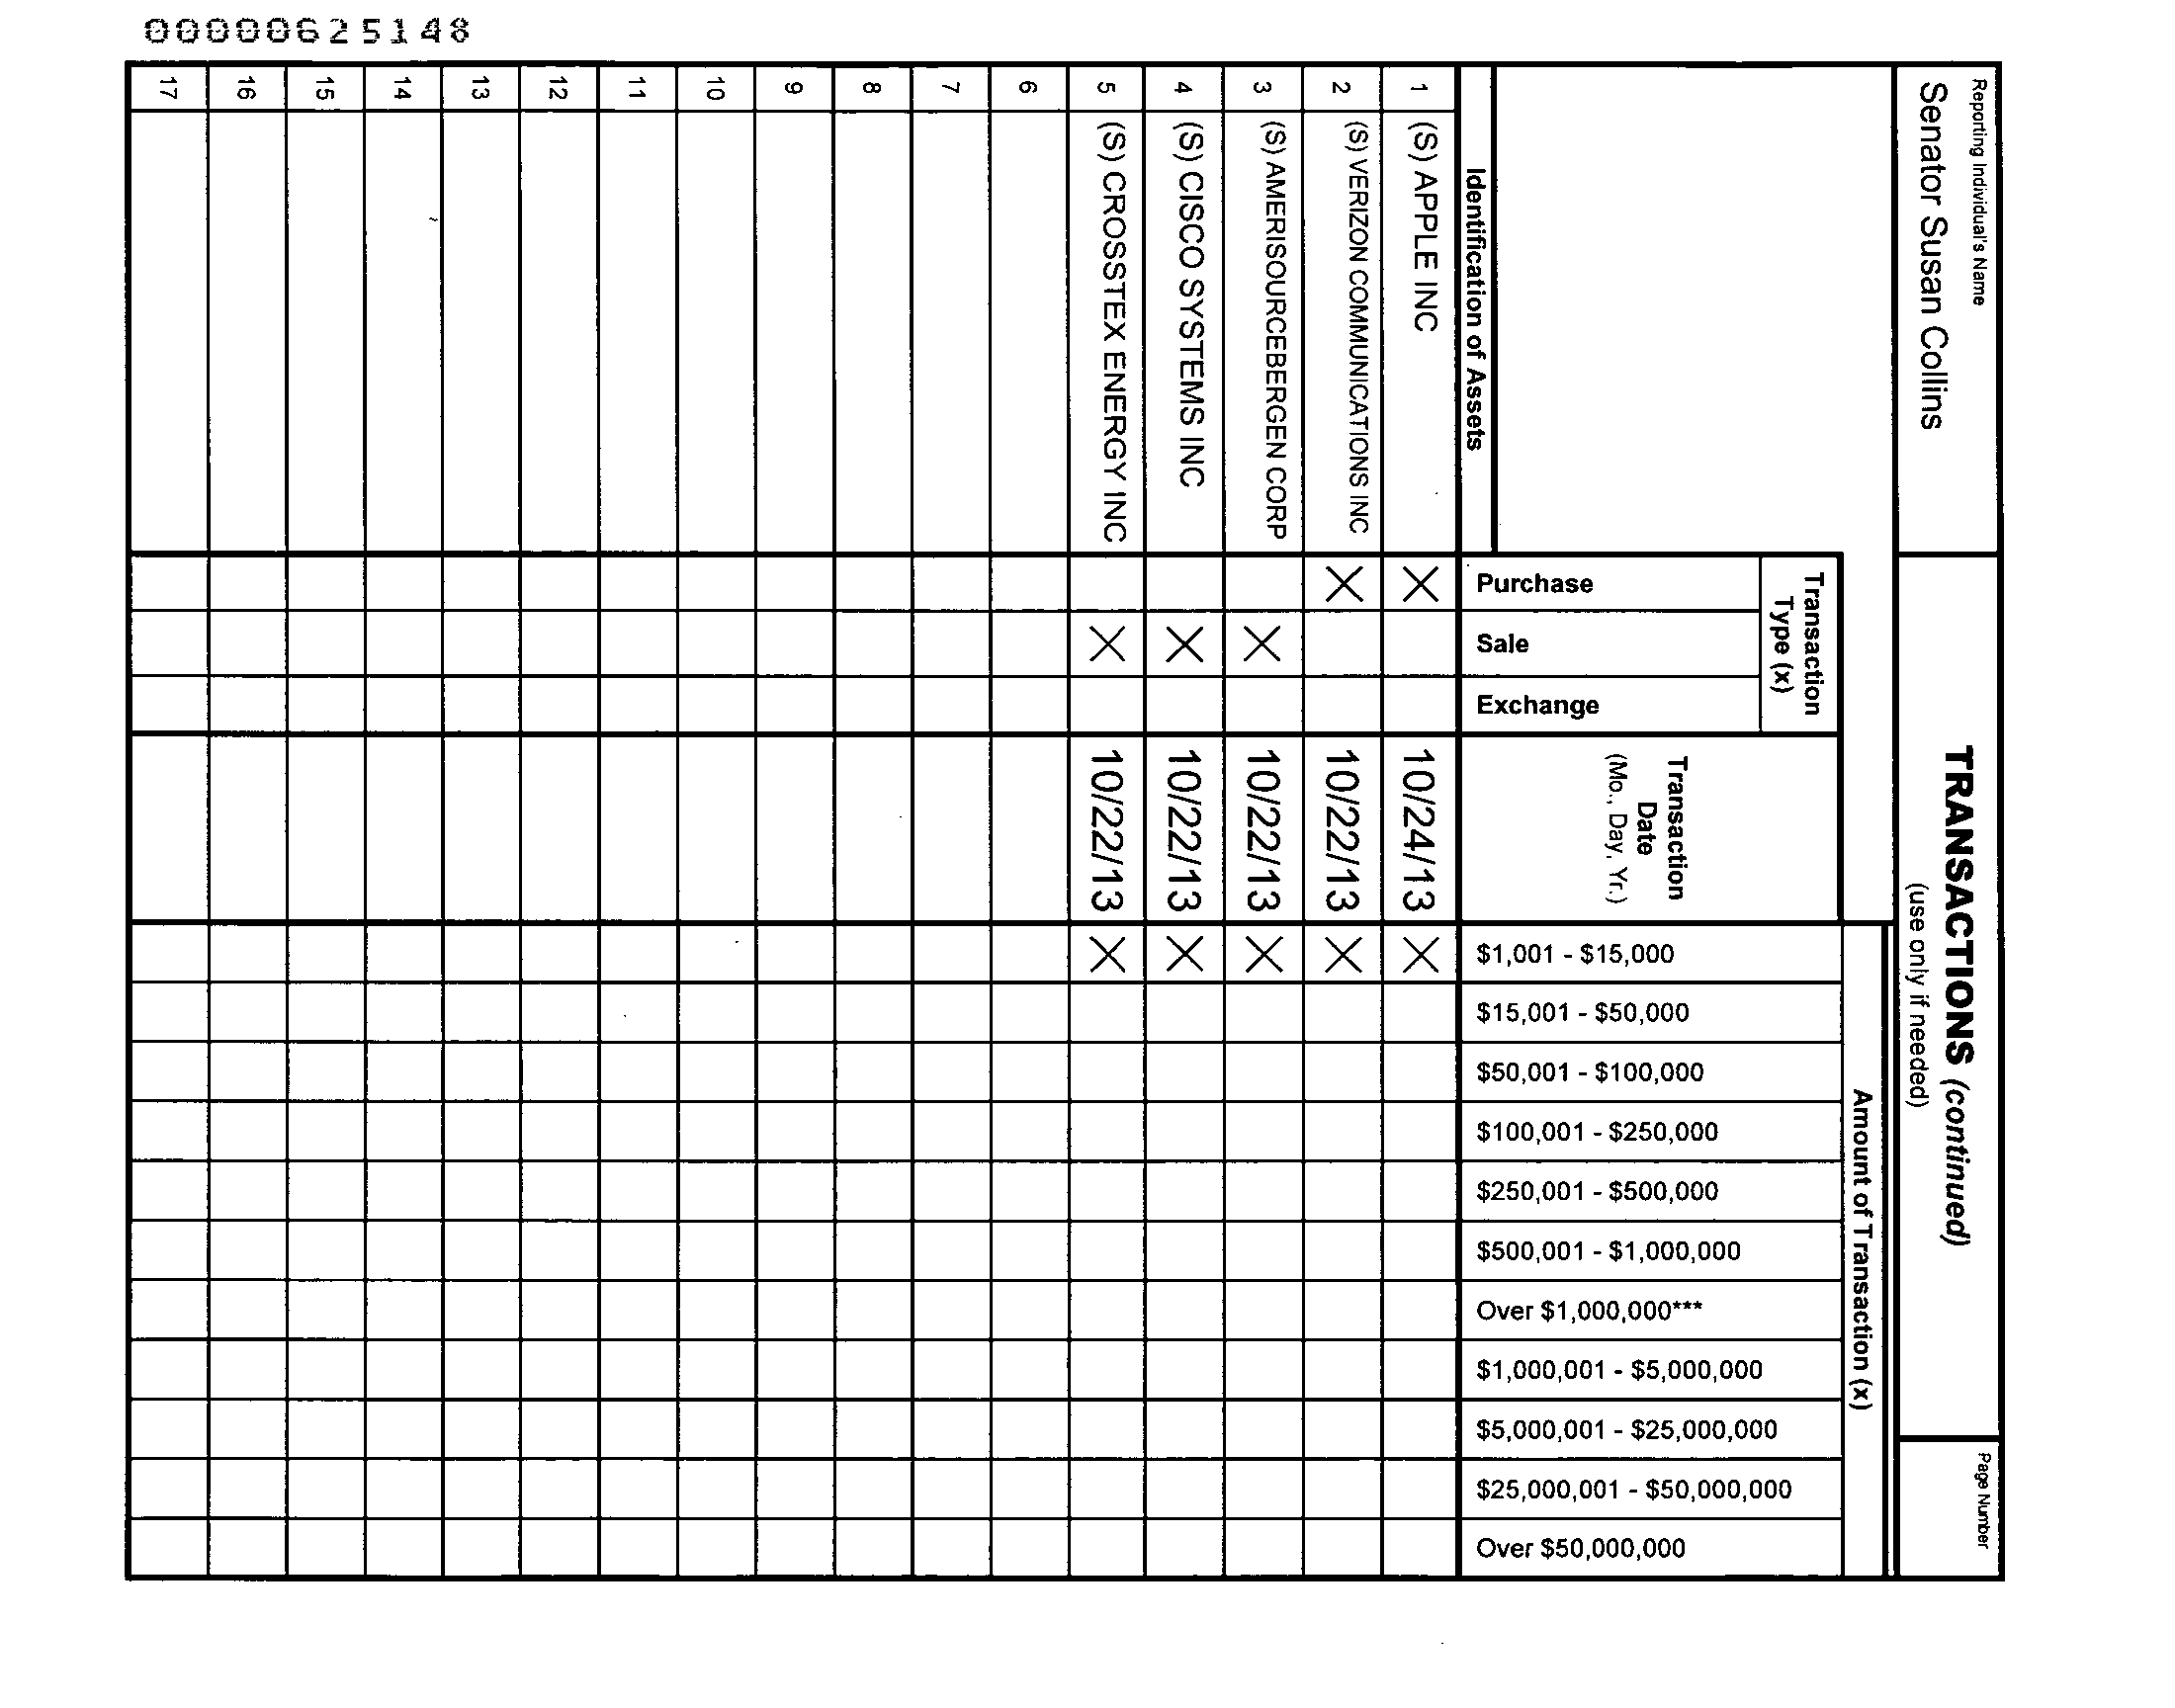 00000625148
Reporting Individual's Name
Senator Susan Collins
TRANSACTIONS (continued)
(use only if needed)
Page Number
Transaction
Type (x)
Amount of Transaction (x)
Identification of Assets
Purchase
Sale
Exchange
Transaction
Date
(Mo., Day, Yr.)
$1,001 - $15,000
$15,001 - $50,000
$50,001 - $100,000
$100,001 - $250,000
$250,001 - $500,000
$500,001 - $1,000,000
Over $1,000,000***
$1,000,001 - $5,000,000
$5,000,001 - $25,000,000
$25,000,001 - $50,000,000
Over $50,000,000
1 (S) APPLE INC X 10/24/13 X
2 (S) VERIZON COMMUNICATIONS INC X 10/22/13 X
3 (S) AMERISOURCEBERGEN CORP X 10/22/13 X
4 (S) CISCO SYSTEMS INC X 10/22/13 X
5 (S) CROSSTEX ENERGY INC X 10/22/13 X
6
7
8
9
10
11
12
13
14
15
16
17